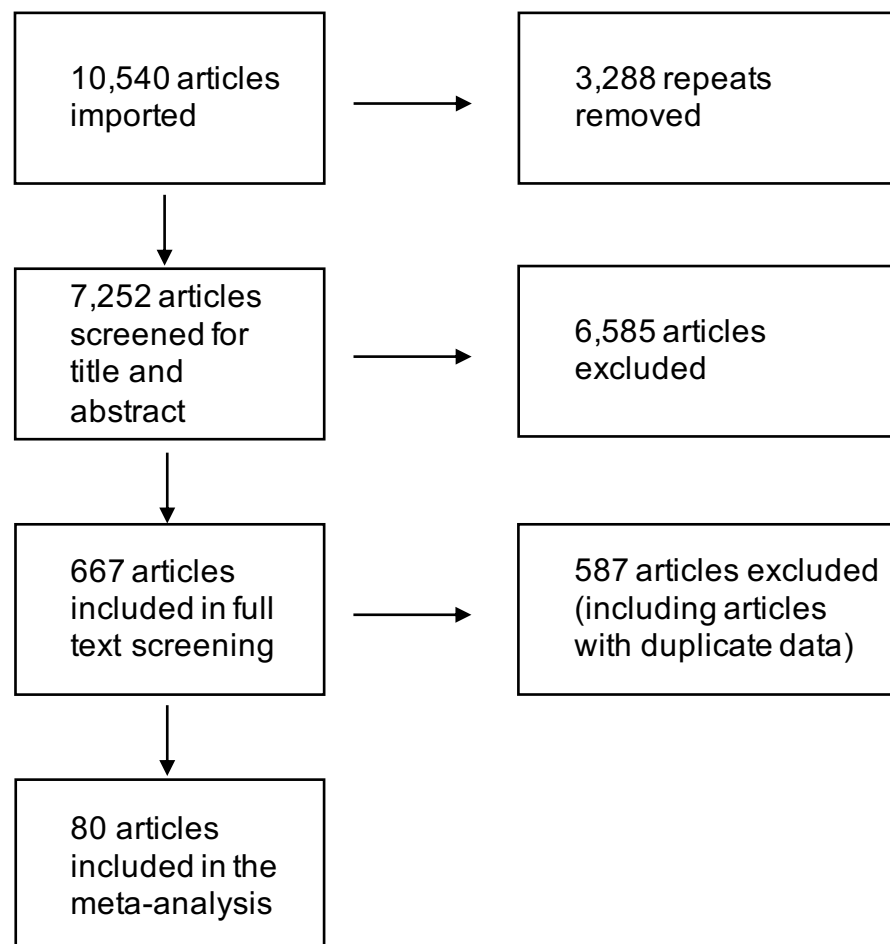 10,540 articles
imported
3,288 repeats
removed
7,252 articles
screened for
title and
abstract
6,585 articles
excluded
667 articles
included in full
text screening
587 articles excluded
(including articles
with duplicate data)
80 articles
included in the
meta-analysis